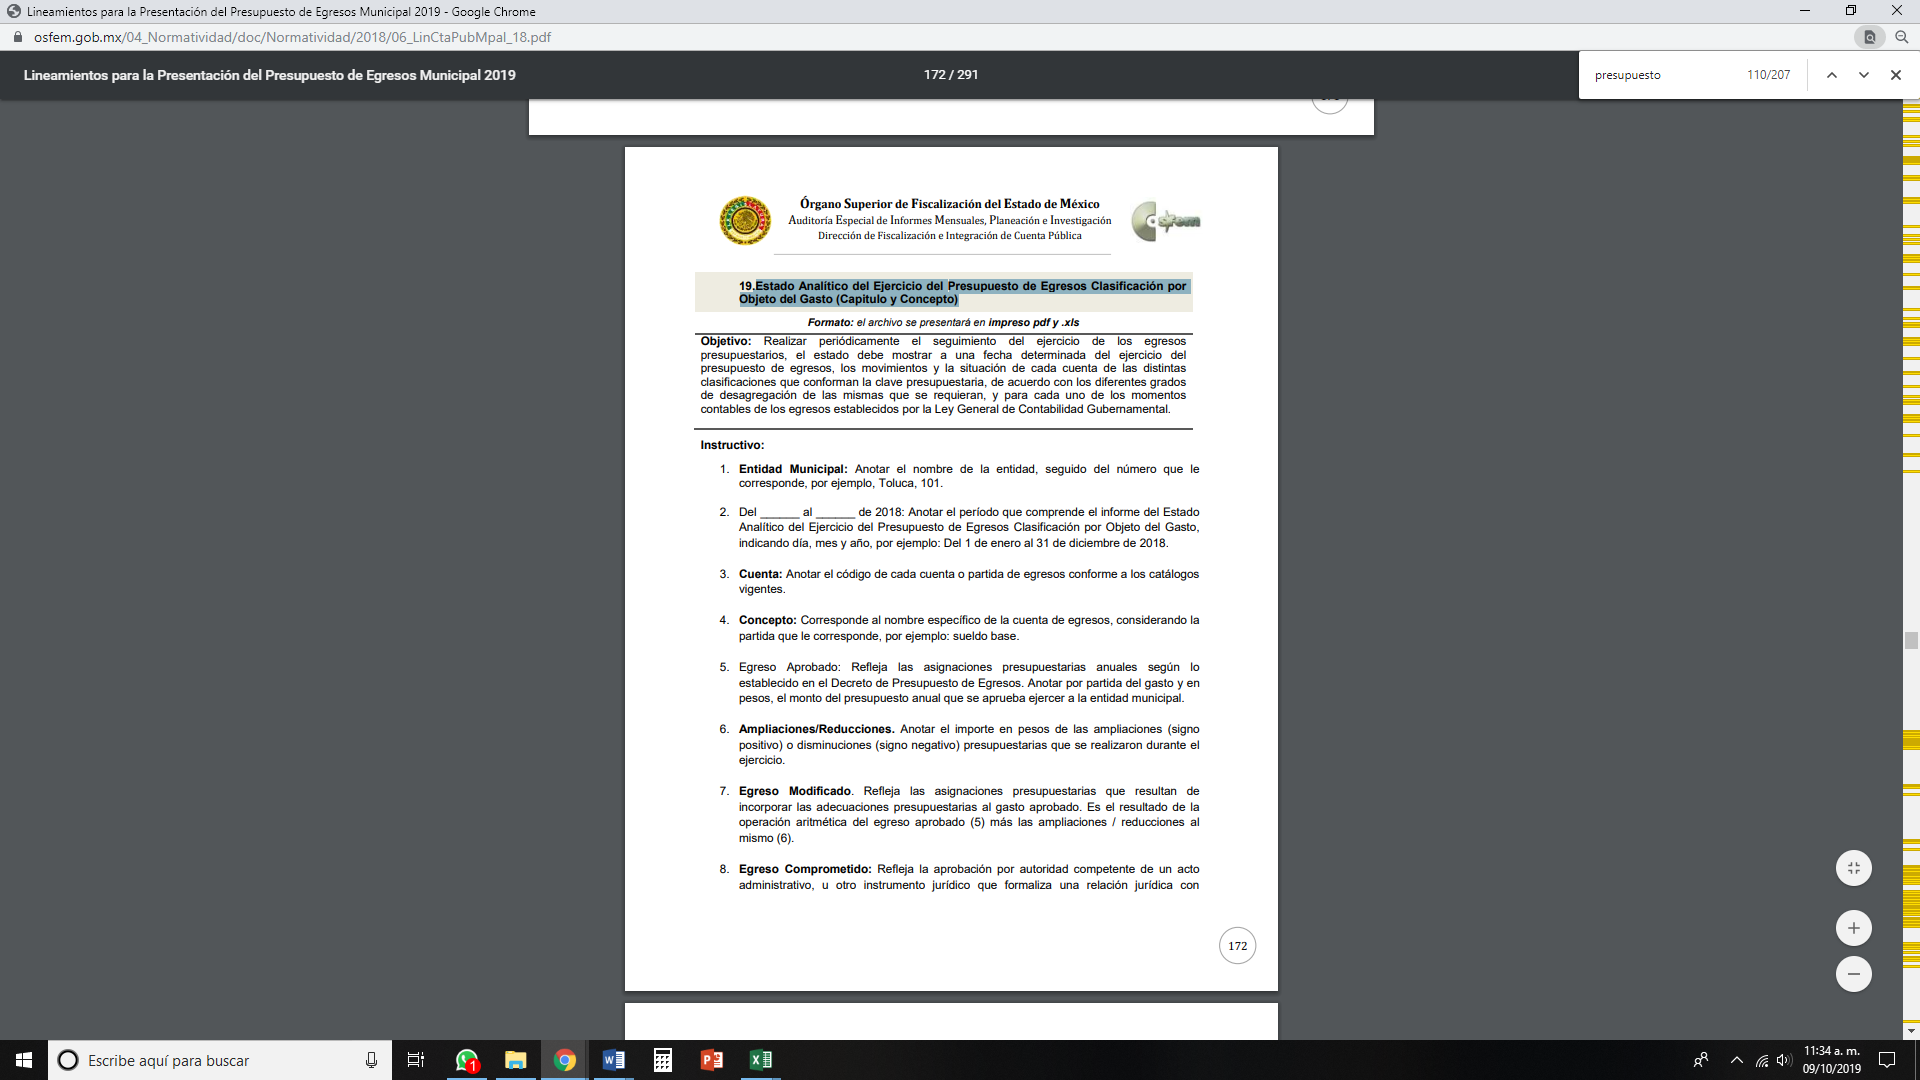 Lineamientos para la Presentación del Presupuesto de Egresos Municipal 2019 - Google Chrome
osfem.gob.mx/04_Normatividad/doc/Normatividad/2018/06_LinCtaPubMpal_18.pdf
Lineamientos para la Presentación del Presupuesto de Egresos Municipal 2019
172 / 291
presupuesto
110/207
Órgano Superior de Fiscalización del Estado de México
Auditoría Especial de Informes Mensuales, Planeación e Investigación
Dirección de Fiscalización e Integración de Cuenta Pública
osfem
19.Estado Analítico del Ejercicio del Presupuesto de Egresos Clasificación por
Objeto del Gasto (Capitulo y Concepto)
Formato: el archivo se presentará en impreso pdf y .xls
Objetivo: Realizar periódicamente el seguimiento del ejercicio de los egresos
presupuestarios, el estado debe mostrar a una fecha determinada del ejercicio del
presupuesto de egresos, los movimientos y la situación de cada cuenta de las distintas
clasificaciones que conforman la clave presupuestaria, de acuerdo con los diferentes grados
de desagregación de las mismas que se requieran, y para cada uno de los momentos
contables de los egresos establecidos por la Ley General de Contabilidad Gubernamental.
Instructivo:
1. Entidad Municipal: Anotar el nombre de la entidad, seguido del número que le
corresponde, por ejemplo, Toluca, 101.
2. Del ______ al ______ de 2018: Anotar el período que comprende el informe del Estado
Analítico del Ejercicio del Presupuesto de Egresos Clasificación por Objeto del Gasto,
indicando día, mes y año, por ejemplo: Del 1 de enero al 31 de diciembre de 2018.
3. Cuenta: Anotar el código de cada cuenta o partida de egresos conforme a los catálogos
vigentes.
4. Concepto: Corresponde al nombre específico de la cuenta de egresos, considerando la
partida que le corresponde, por ejemplo: sueldo base.
5. Egreso Aprobado: Refleja las asignaciones presupuestarias anuales según lo
establecido en el Decreto de Presupuesto de Egresos. Anotar por partida del gasto y en
pesos, el monto del presupuesto anual que se aprueba ejercer a la entidad municipal.
6. Ampliaciones/Reducciones. Anotar el importe en pesos de las ampliaciones (signo
positivo) o disminuciones (signo negativo) presupuestarias que se realizaron durante el
ejercicio.
7. Egreso Modificado. Refleja las asignaciones presupuestarias que resultan de
incorporar las adecuaciones presupuestarias al gasto aprobado. Es el resultado de la
operación aritmética del egreso aprobado (5) más las ampliaciones / reducciones al
mismo (6).
8. Egreso Comprometido: Refleja la aprobación por autoridad competente de un acto
administrativo, u otro instrumento jurídico que formaliza una relación jurídica con
172
Escribe aquí para buscar
1
11:34 a. m.
09/10/2019